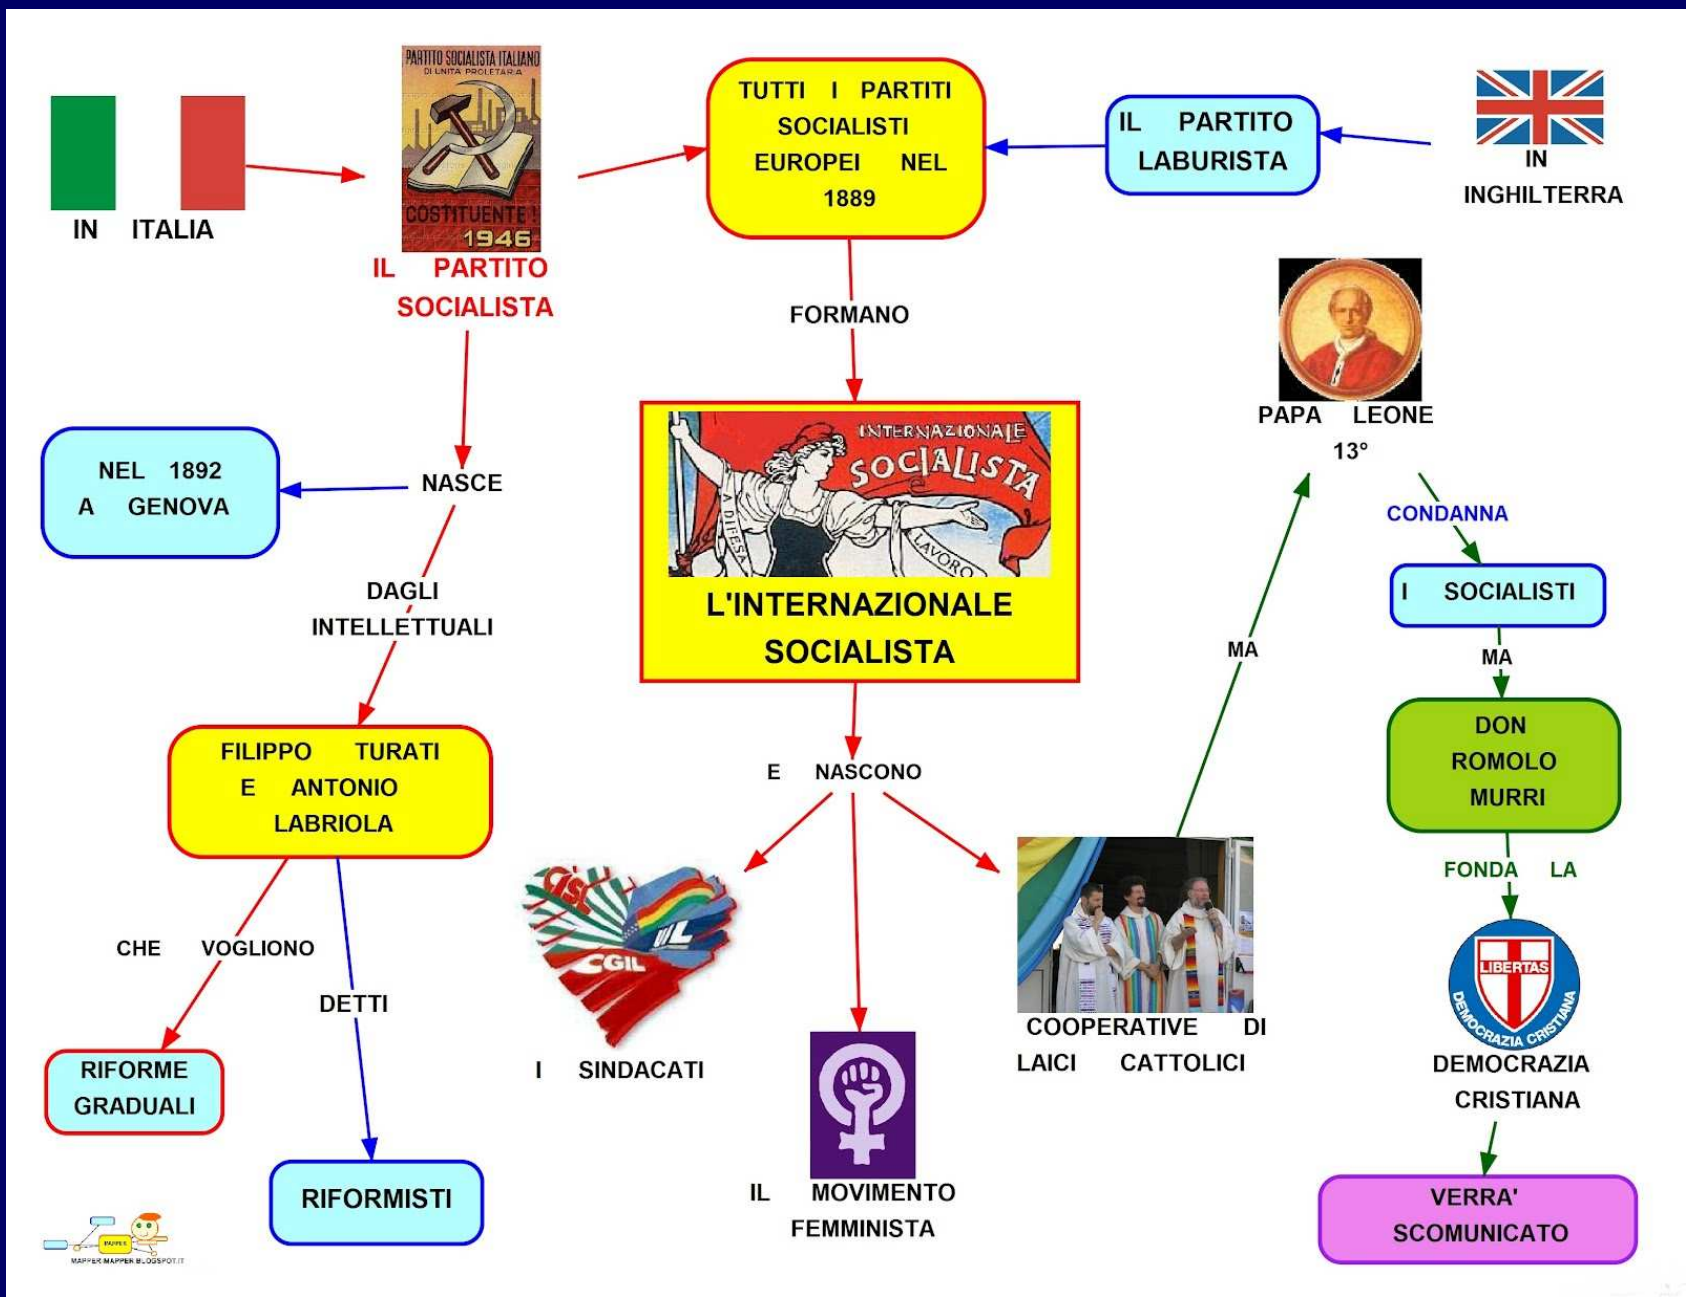 PARTITO SOCIALISTA ITALIANO
DI UNITÀ PROLETARIA
COSTITUENTE!
1946
IN ITALIA
IL PARTITO
SOCIALISTA
TUTTI I PARTITI
SOCIALISTI
EUROPEI NEL
1889
IL PARTITO
LABURISTA
IN
INGHILTERRA
FORMANO
INTERNAZIONALE
SOCIALISTA
A DIFESA
LAVORO
L'INTERNAZIONALE
SOCIALISTA
PAPA LEONE
13°
CONDANNA
I SOCIALISTI
MA
DON
ROMOLO
MURRI
FONDA LA
LIBERTAS
DEMOCRAZIA CRISTIANA
DEMOCRAZIA
CRISTIANA
VERRA'
SCOMUNICATO
MA
NASCE
NEL 1892
A GENOVA
DAGLI
INTELLETTUALI
FILIPPO TURATI
E ANTONIO
LABRIOLA
CHE VOGLIONO
RIFORME
GRADUALI
DETTI
RIFORMISTI
E NASCONO
CISL
UIL
CGIL
I SINDACATI
IL MOVIMENTO
FEMMINISTA
COOPERATIVE DI
LAICI CATTOLICI
MAPPER
MAPPER-MAPPER.BLOGSPOT.IT